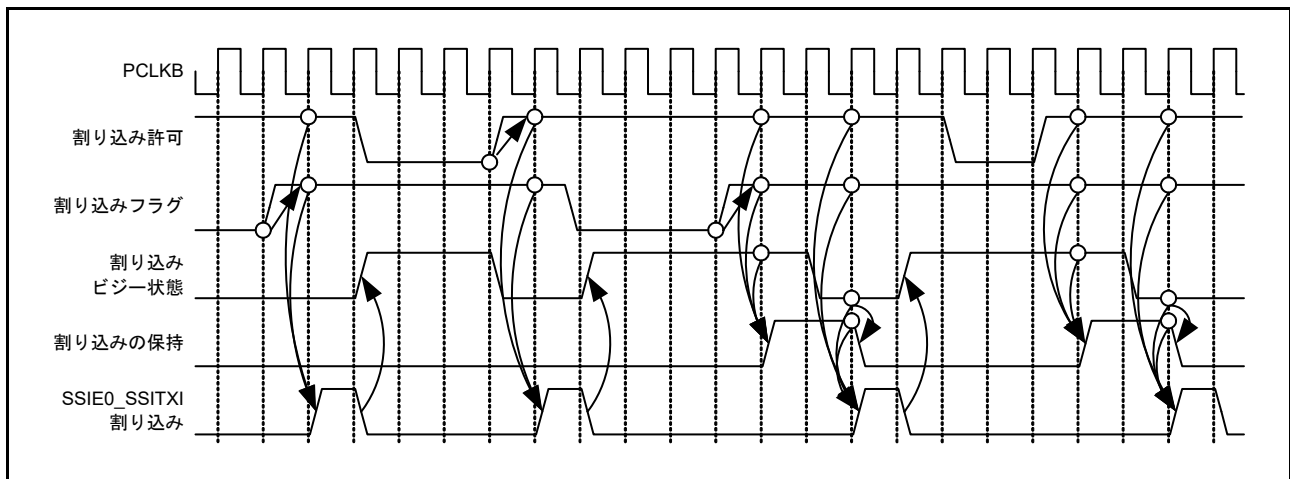 PCLKB
割り込み許可
割り込みフラグ
割り込み
ビジー状態
割り込みの保持
SSIE0_SSITXI
割り込み